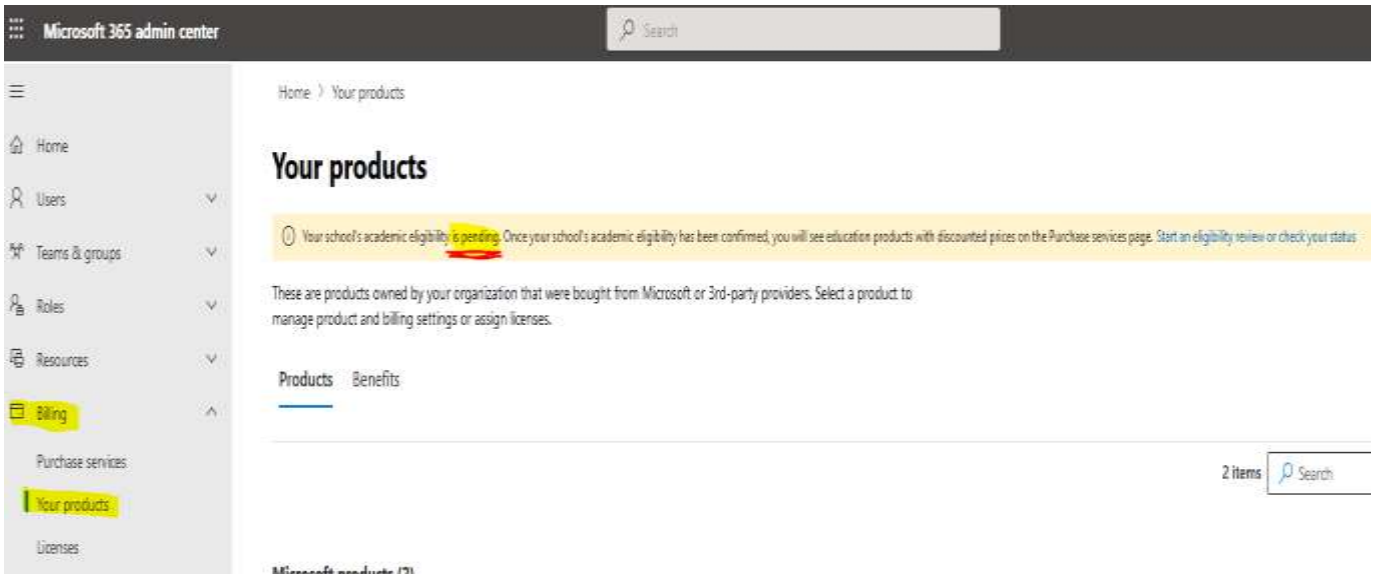 Microsoft 365 admin center
Search
Home > Your products
Home
Your products
Users
Your school's academic eligibility is pending. Once your school's academic eligibility has been confirmed, you will see education products with discounted prices on the Purchase services page. Start an eligibility review or check your status
Teams & groups
These are products owned by your organization that were bought from Microsoft or 3rd-party providers. Select a product to
manage product and billing settings or assign licenses.
Roles
Resources
Products Benefits
Billing
Purchase services
2 items Search
Your products
Licenses
Microsoft products (2)